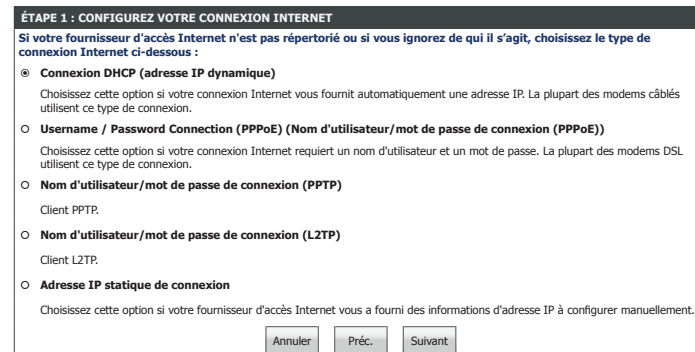 ÉTAPE 1 : CONFIGUREZ VOTRE CONNEXION INTERNET
Si votre fournisseur d'accès Internet n'est pas répertorié ou si vous ignorez de qui il s'agit, choisissez le type de
connexion Internet ci-dessous :
Connexion DHCP (adresse IP dynamique)
Choisissez cette option si votre connexion Internet vous fournit automatiquement une adresse IP. La plupart des modems câblés
utilisent ce type de connexion.
Username / Password Connection (PPPoE) (Nom d'utilisateur/mot de passe de connexion (PPPoE))
Choisissez cette option si votre connexion Internet requiert un nom d'utilisateur et un mot de passe. La plupart des modems DSL
utilisent ce type de connexion.
Nom d'utilisateur/mot de passe de connexion (PPTP)
Client PPTP.
Nom d'utilisateur/mot de passe de connexion (L2TP)
Client L2TP.
Adresse IP statique de connexion
Choisissez cette option si votre fournisseur d'accès Internet vous a fourni des informations d'adresse IP à configurer manuellement.
Annuler Préc. Suivant